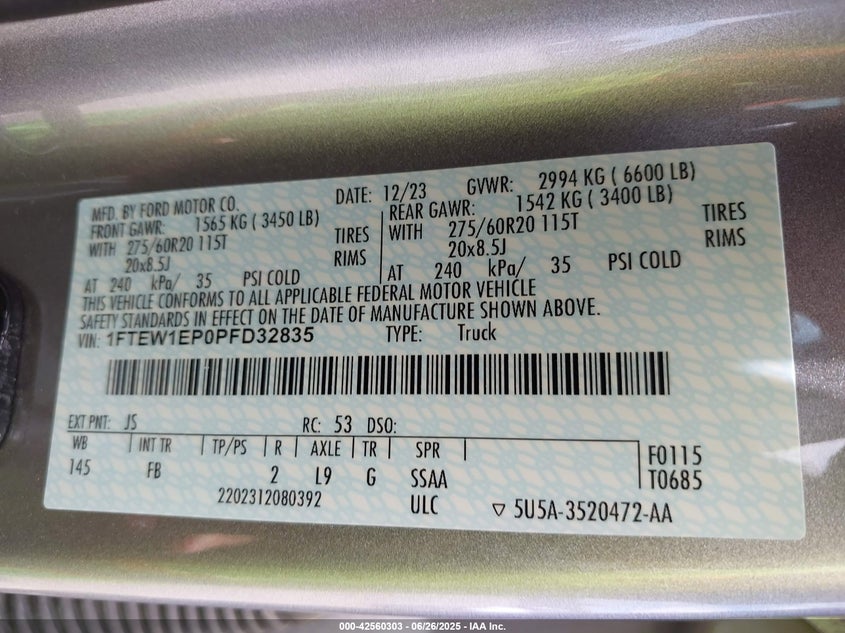 MFD. BY FORD MOTOR CO. DATE: 12/23 GVWR: 2994 KG ( 6600 LB)
FRONT GAWR: 1565 KG ( 3450 LB) REAR GAWR: 1542 KG ( 3400 LB)
WITH 275/60R20 115T TIRES WITH 275/60R20 115T TIRES
20x8.5J RIMS 20x8.5J RIMS
AT 240 kPa/ 35 PSI COLD AT 240 kPa/ 35 PSI COLD
THIS VEHICLE CONFORMS TO ALL APPLICABLE FEDERAL MOTOR VEHICLE
SAFETY STANDARDS IN EFFECT ON THE DATE OF MANUFACTURE SHOWN ABOVE.
VIN: 1FTEW1EP0PFD32835 TYPE: Truck
EXT PNT: JS RC: 53 DSO:
WB INT TR TP/PS R AXLE TR SPR F0115
145 FB 2 L9 G SSAA T0685
2202312080392 ULC ▽ 5U5A-3520472-AA
000-42560303 - 06/26/2025 - IAA Inc.